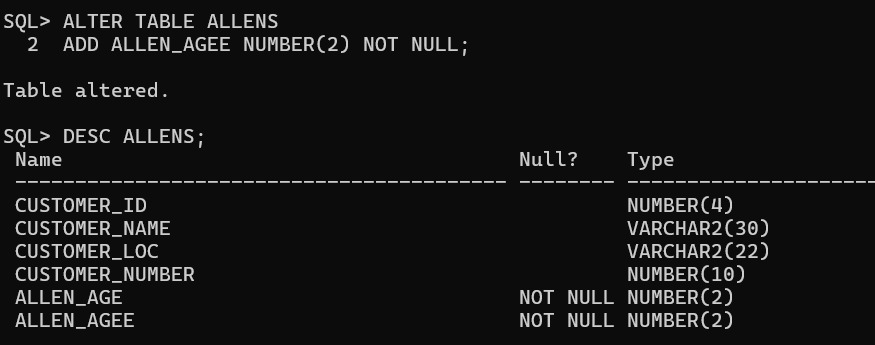 SQL> ALTER TABLE ALLENS
  2  ADD ALLEN_AGEE NUMBER(2) NOT NULL;
Table altered.
SQL> DESC ALLENS;
 Name                                      Null?    Type
 ----------------------------------------- -------- ---------------------
 CUSTOMER_ID                                        NUMBER(4)
 CUSTOMER_NAME                                      VARCHAR2(30)
 CUSTOMER_LOC                                       VARCHAR2(22)
 CUSTOMER_NUMBER                                    NUMBER(10)
 ALLEN_AGE                                 NOT NULL NUMBER(2)
 ALLEN_AGEE                                NOT NULL NUMBER(2)